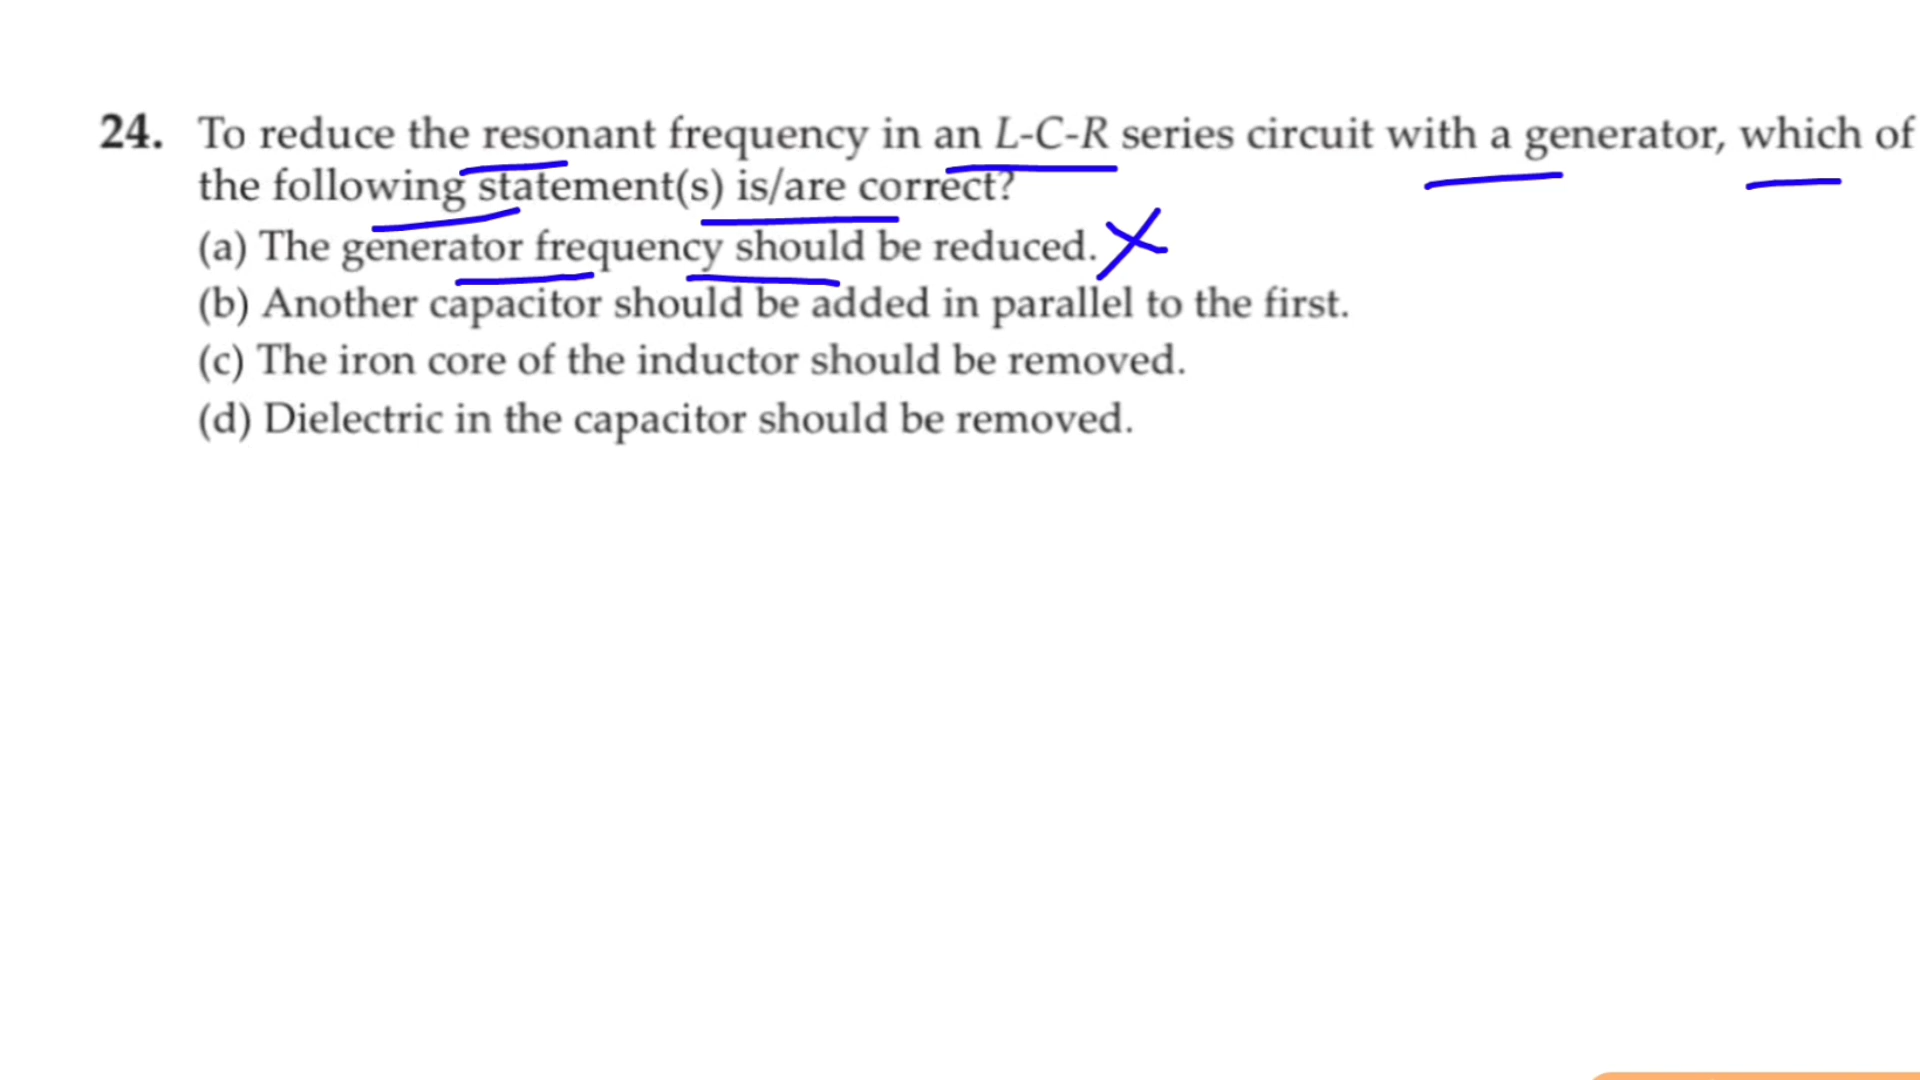 24. To reduce the resonant frequency in an L-C-R series circuit with a generator, which of
the following statement(s) is/are correct?
(a) The generator frequency should be reduced.
(b) Another capacitor should be added in parallel to the first.
(c) The iron core of the inductor should be removed.
(d) Dielectric in the capacitor should be removed.